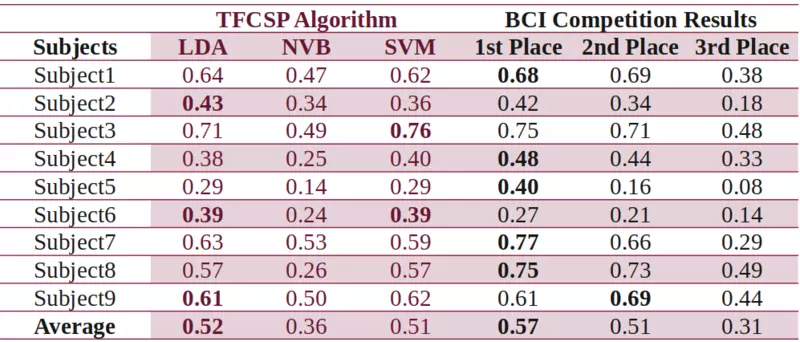 TFCSP Algorithm BCI Competition Results
Subjects LDA NVB SVM 1st Place 2nd Place 3rd Place
Subject1 0.64 0.47 0.62 0.68 0.69 0.38
Subject2 0.43 0.34 0.36 0.42 0.34 0.18
Subject3 0.71 0.49 0.76 0.75 0.71 0.48
Subject4 0.38 0.25 0.40 0.48 0.44 0.33
Subject5 0.29 0.14 0.29 0.40 0.16 0.08
Subject6 0.39 0.24 0.39 0.27 0.21 0.14
Subject7 0.63 0.53 0.59 0.77 0.66 0.29
Subject8 0.57 0.26 0.57 0.75 0.73 0.49
Subject9 0.61 0.50 0.62 0.61 0.69 0.44
Average 0.52 0.36 0.51 0.57 0.51 0.31